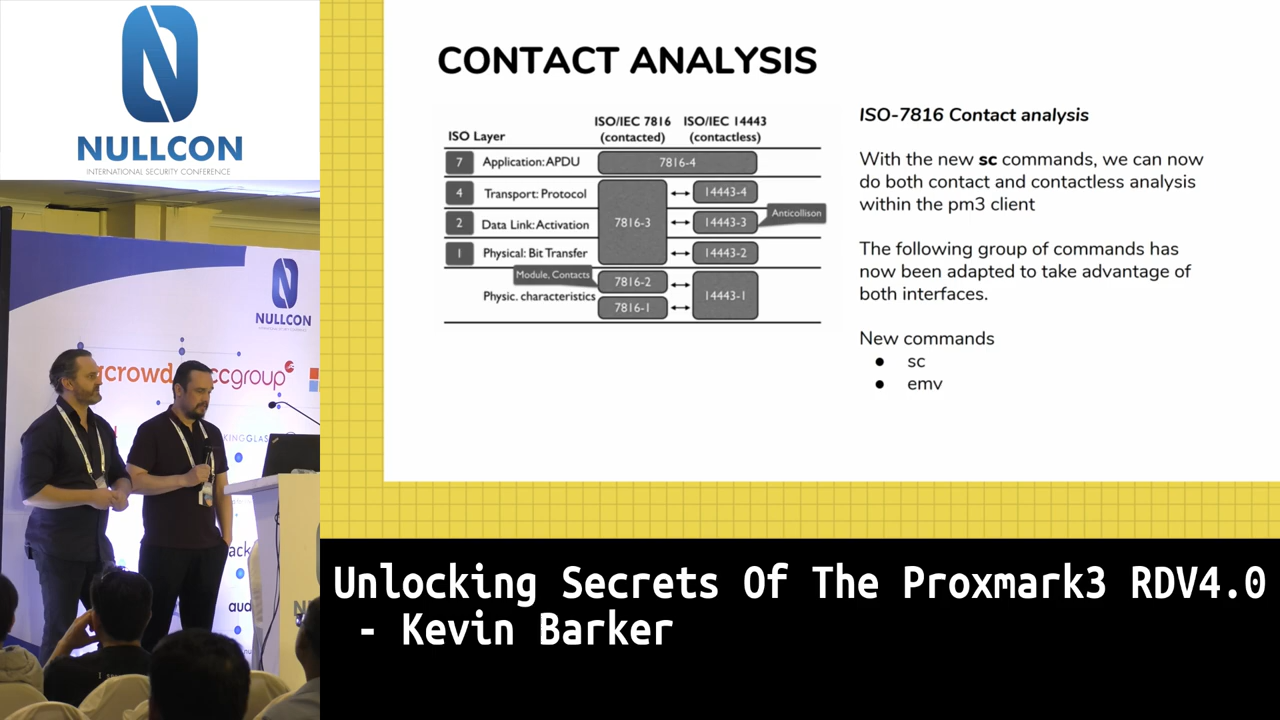 NULLCON
INTERNATIONAL SECURITY CONFERENCE
CONTACT ANALYSIS
ISO Layer
ISO/IEC 7816
(contacted)
ISO/IEC 14443
(contactless)
7 Application: APDU 7816-4
4 Transport: Protocol 14443-4
2 Data Link: Activation 7816-3 14443-3 Anticollison
1 Physical: Bit Transfer 14443-2
Module, Contacts 7816-2
Physic. characteristics 14443-1
7816-1
ISO-7816 Contact analysis
With the new sc commands, we can now
do both contact and contactless analysis
within the pm3 client
The following group of commands has
now been adapted to take advantage of
both interfaces.
New commands
● sc
● emv
NULLCON
crowd
ccgroup
KINGGLAS
ack
aud
Unlocking Secrets Of The Proxmark3 RDV4.0
- Kevin Barker